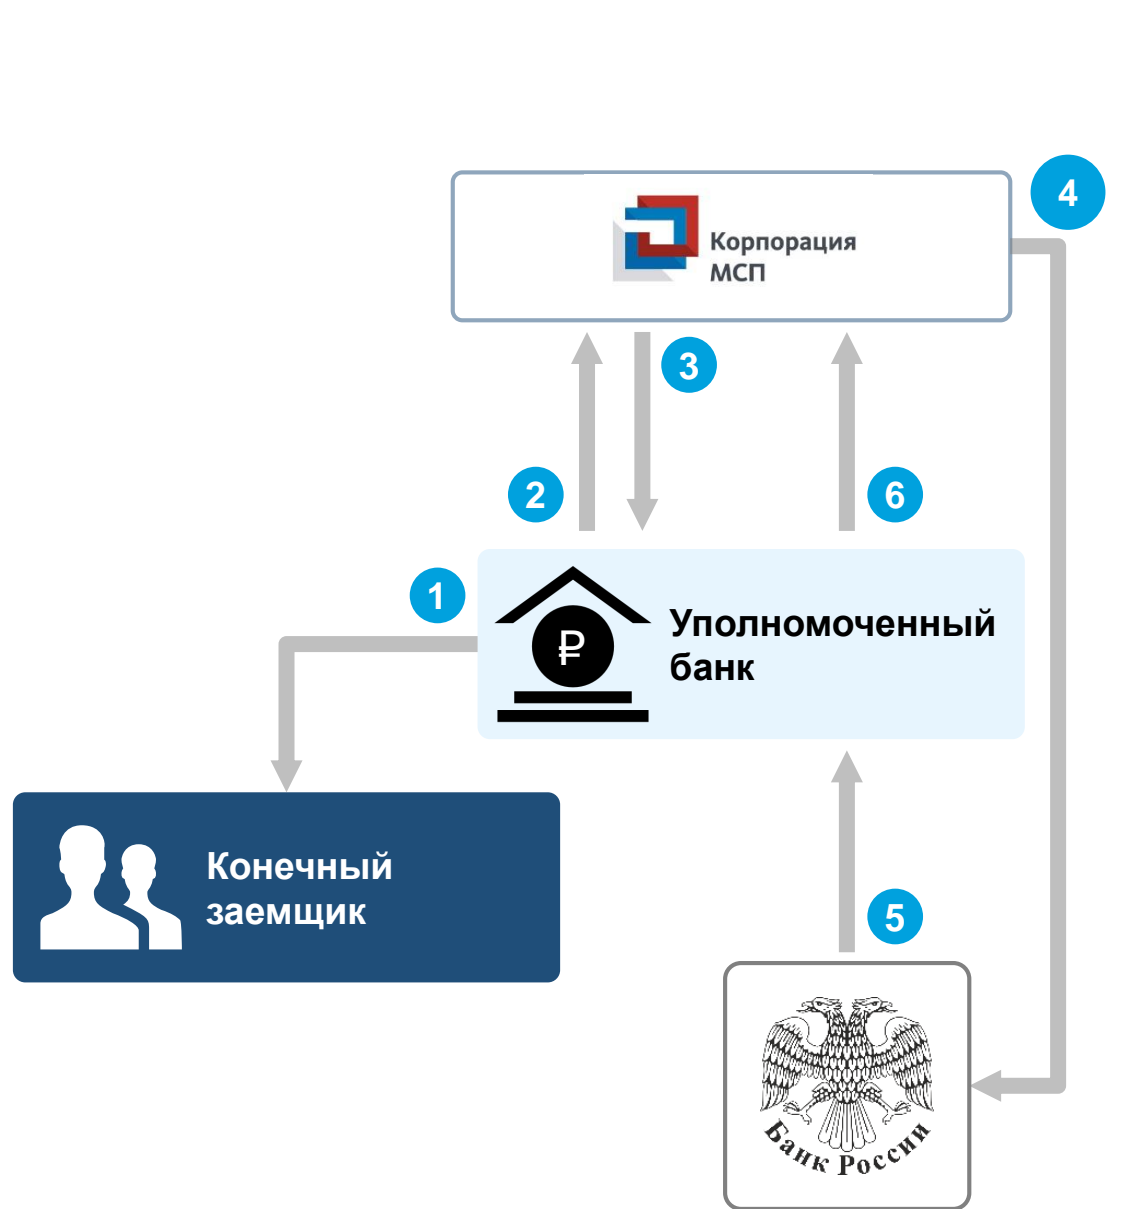 4
Корпорация
МСП
3
2
6
1
₽
Уполномоченный
банк
Конечный
заемщик
5
Банк России